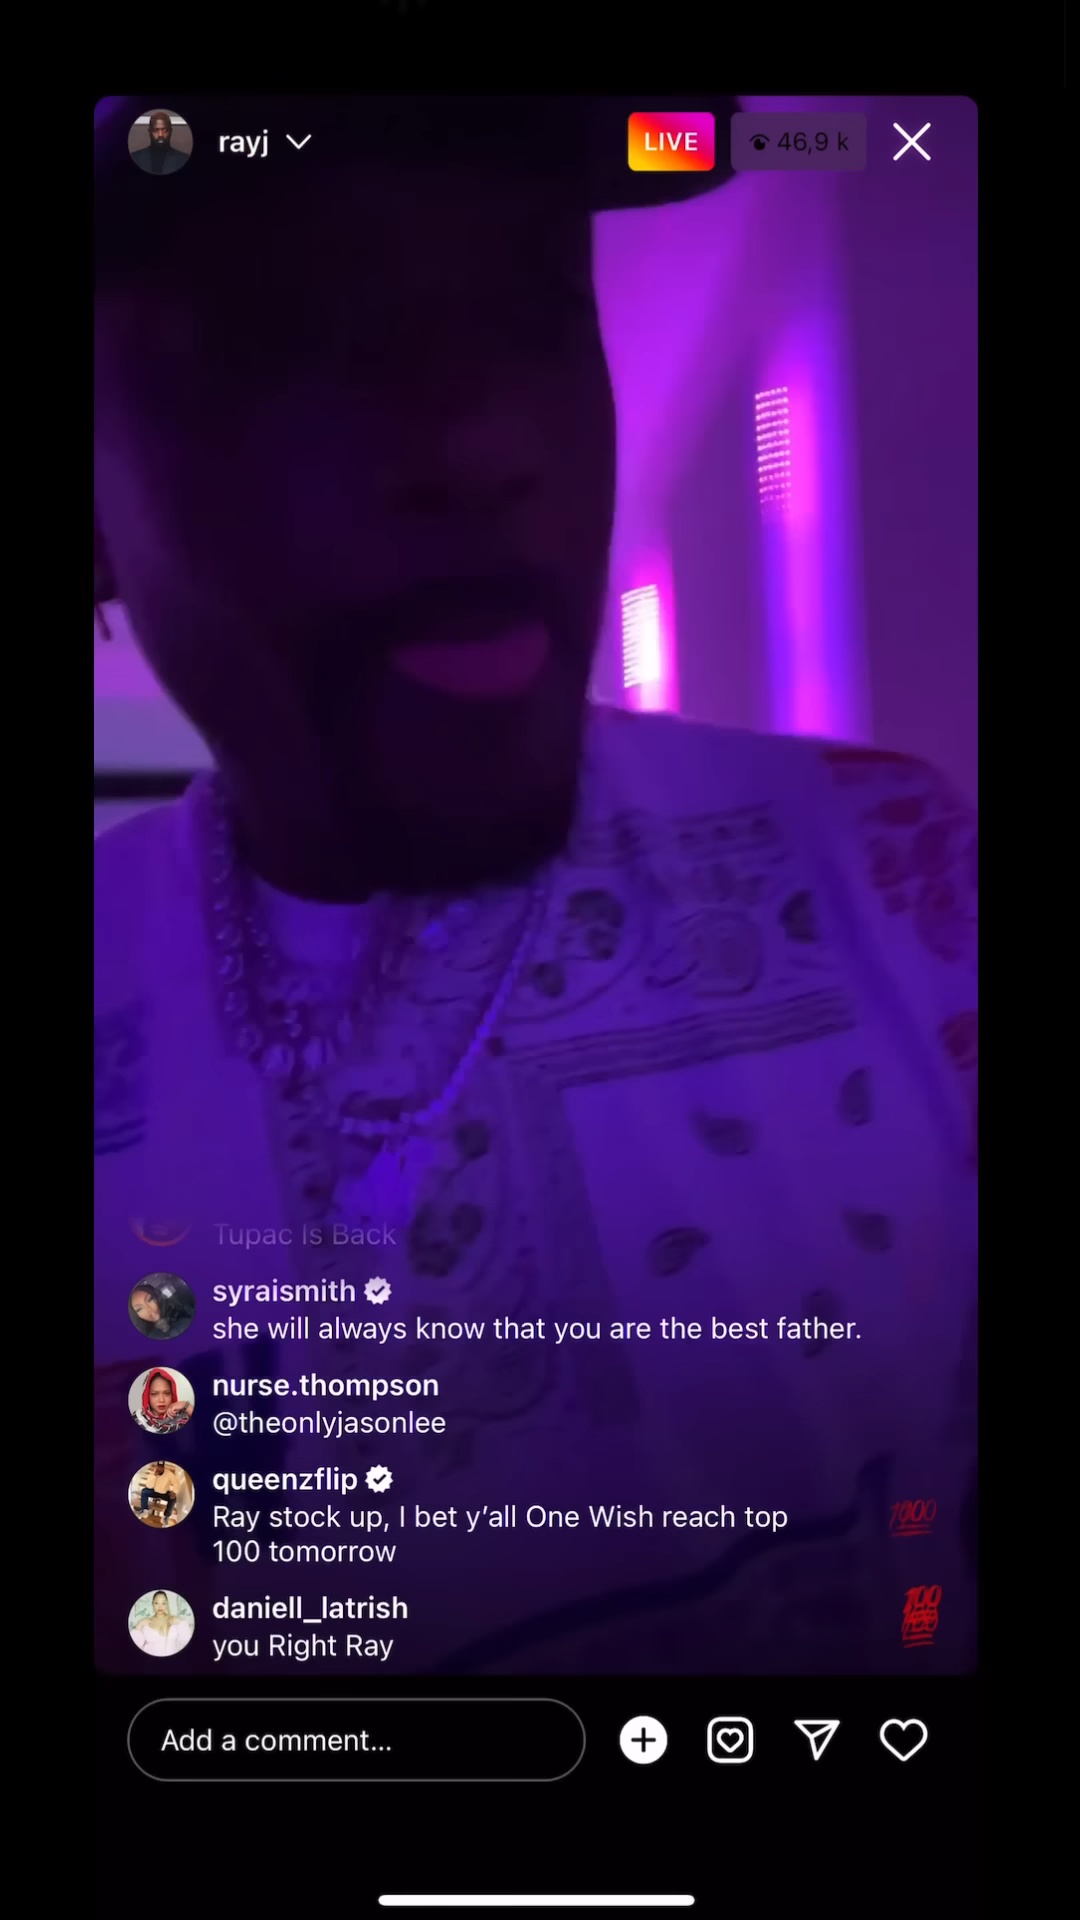 rayj
LIVE
46,9 k
Tupac Is Back
syraismith
she will always know that you are the best father.
nurse.thompson
@theonlyjasonlee
queenzflip
Ray stock up, I bet y’all One Wish reach top
100 tomorrow
daniell_latrish
you Right Ray
100
100
Add a comment...